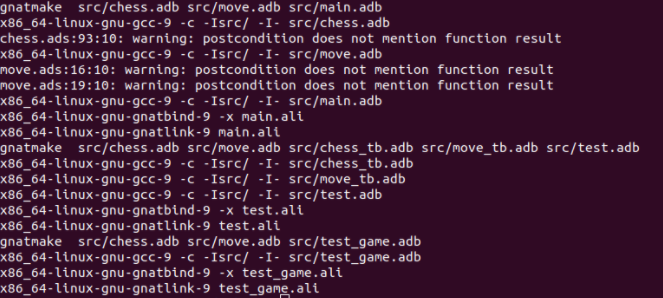 gnatmake  src/chess.adb src/move.adb src/main.adb
x86_64-linux-gnu-gcc-9 -c -Isrc/ -I- src/chess.adb
chess.ads:93:10: warning: postcondition does not mention function result
x86_64-linux-gnu-gcc-9 -c -Isrc/ -I- src/move.adb
move.ads:16:10: warning: postcondition does not mention function result
move.ads:19:10: warning: postcondition does not mention function result
x86_64-linux-gnu-gcc-9 -c -Isrc/ -I- src/main.adb
x86_64-linux-gnu-gnatbind-9 -x main.ali
x86_64-linux-gnu-gnatlink-9 main.ali
gnatmake  src/chess.adb src/move.adb src/chess_tb.adb src/move_tb.adb src/test.adb
x86_64-linux-gnu-gcc-9 -c -Isrc/ -I- src/chess_tb.adb
x86_64-linux-gnu-gcc-9 -c -Isrc/ -I- src/move_tb.adb
x86_64-linux-gnu-gcc-9 -c -Isrc/ -I- src/test.adb
x86_64-linux-gnu-gnatbind-9 -x test.ali
x86_64-linux-gnu-gnatlink-9 test.ali
gnatmake  src/chess.adb src/move.adb src/test_game.adb
x86_64-linux-gnu-gcc-9 -c -Isrc/ -I- src/test_game.adb
x86_64-linux-gnu-gnatbind-9 -x test_game.ali
x86_64-linux-gnu-gnatlink-9 test_game.ali